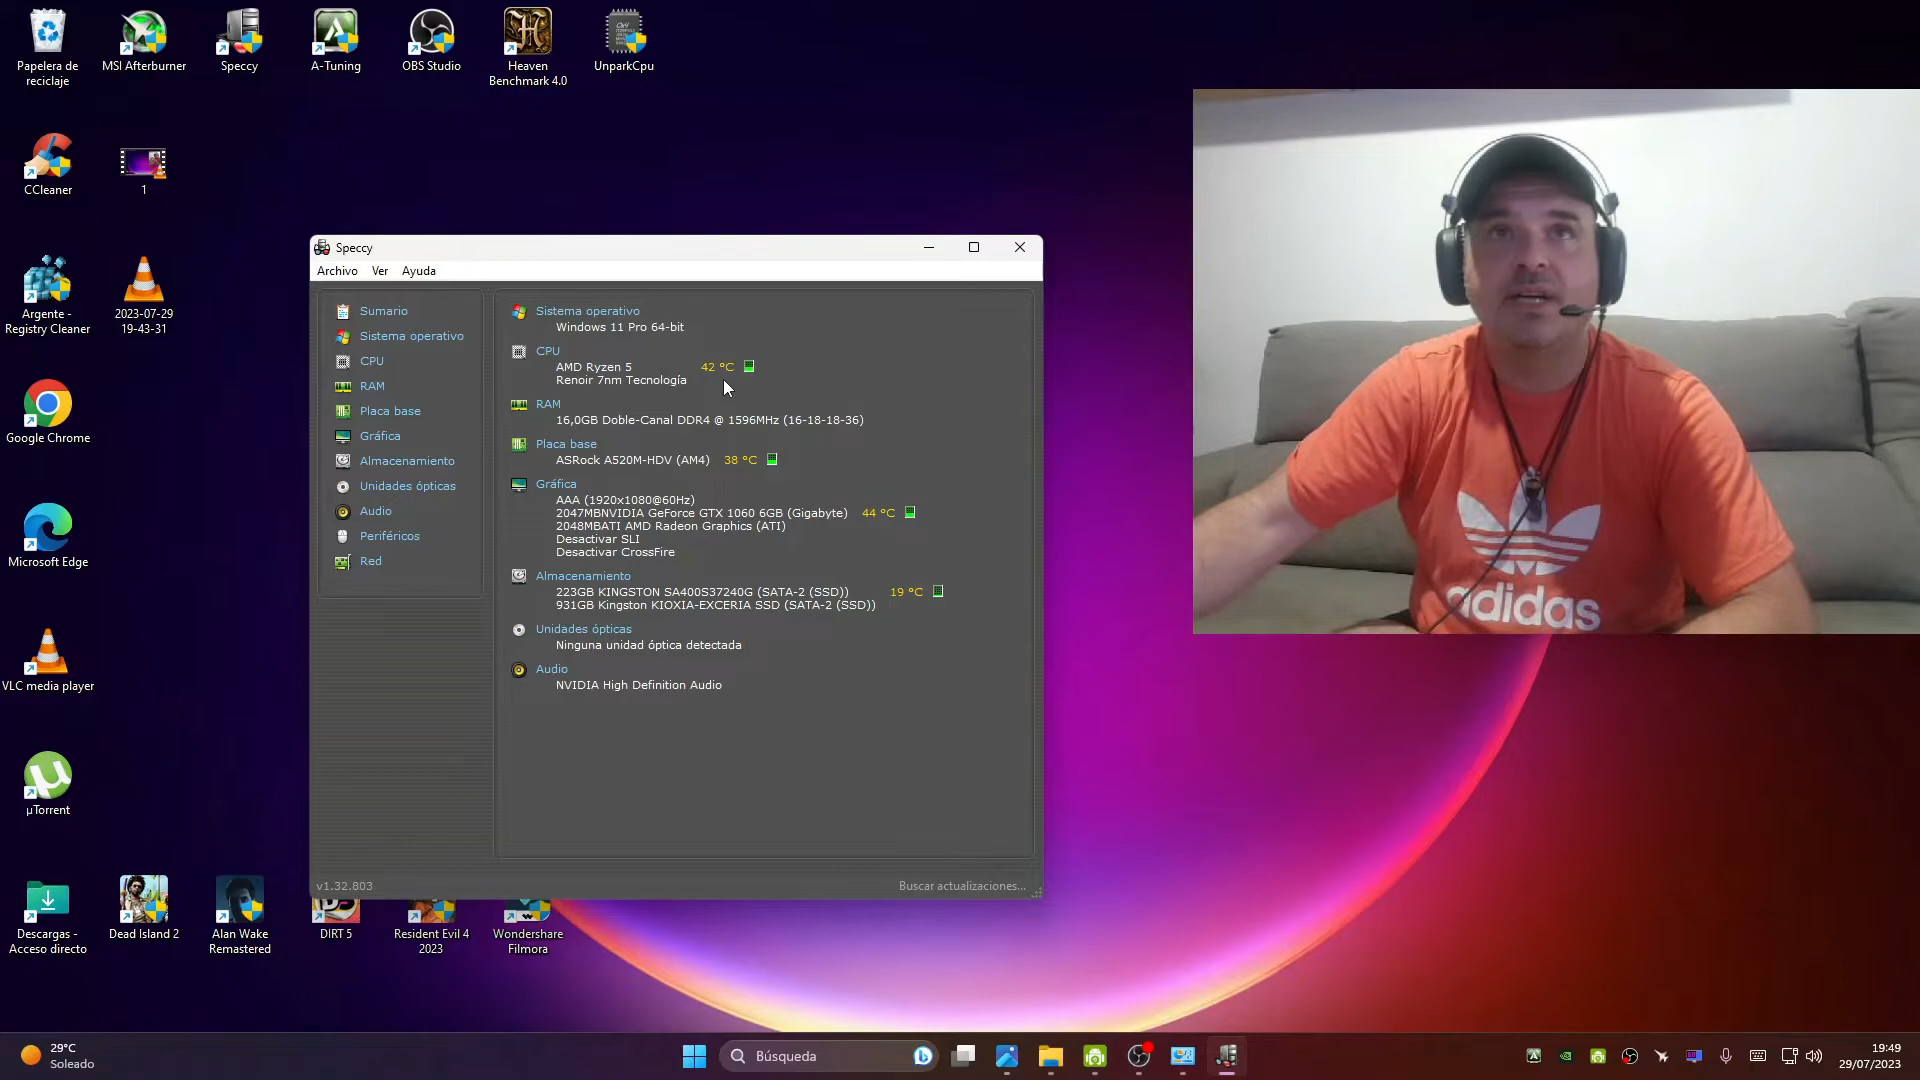 Papelera de
reciclaje
MSI Afterburner
Speccy
A-Tuning
OBS Studio
Heaven
Benchmark 4.0
UnparkCpu
CCleaner
1
Argente -
Registry Cleaner
2023-07-29
19-43-31
Google Chrome
Microsoft Edge
VLC media player
µTorrent
Descargas -
Acceso directo
Dead Island 2
Alan Wake
Remastered
DIRT 5
Resident Evil 4
2023
Wondershare
Filmora
Speccy
Archivo Ver Ayuda
Sumario
Sistema operativo
CPU
RAM
Placa base
Gráfica
Almacenamiento
Unidades ópticas
Audio
Periféricos
Red
Sistema operativo
Windows 11 Pro 64-bit
CPU
AMD Ryzen 5 42 °C
Renoir 7nm Tecnología
RAM
16,0GB Doble-Canal DDR4 @ 1596MHz (16-18-18-36)
Placa base
ASRock A520M-HDV (AM4) 38 °C
Gráfica
AAA (1920x1080@60Hz)
2047MBNVIDIA GeForce GTX 1060 6GB (Gigabyte) 44 °C
2048MBATI AMD Radeon Graphics (ATI)
Desactivar SLI
Desactivar CrossFire
Almacenamiento
223GB KINGSTON SA400S37240G (SATA-2 (SSD)) 19 °C
931GB Kingston KIOXIA-EXCERIA SSD (SATA-2 (SSD))
Unidades ópticas
Ninguna unidad óptica detectada
Audio
NVIDIA High Definition Audio
v1.32.803
Buscar actualizaciones...
adidas
29°C
Soleado
Búsqueda
19:49
29/07/2023